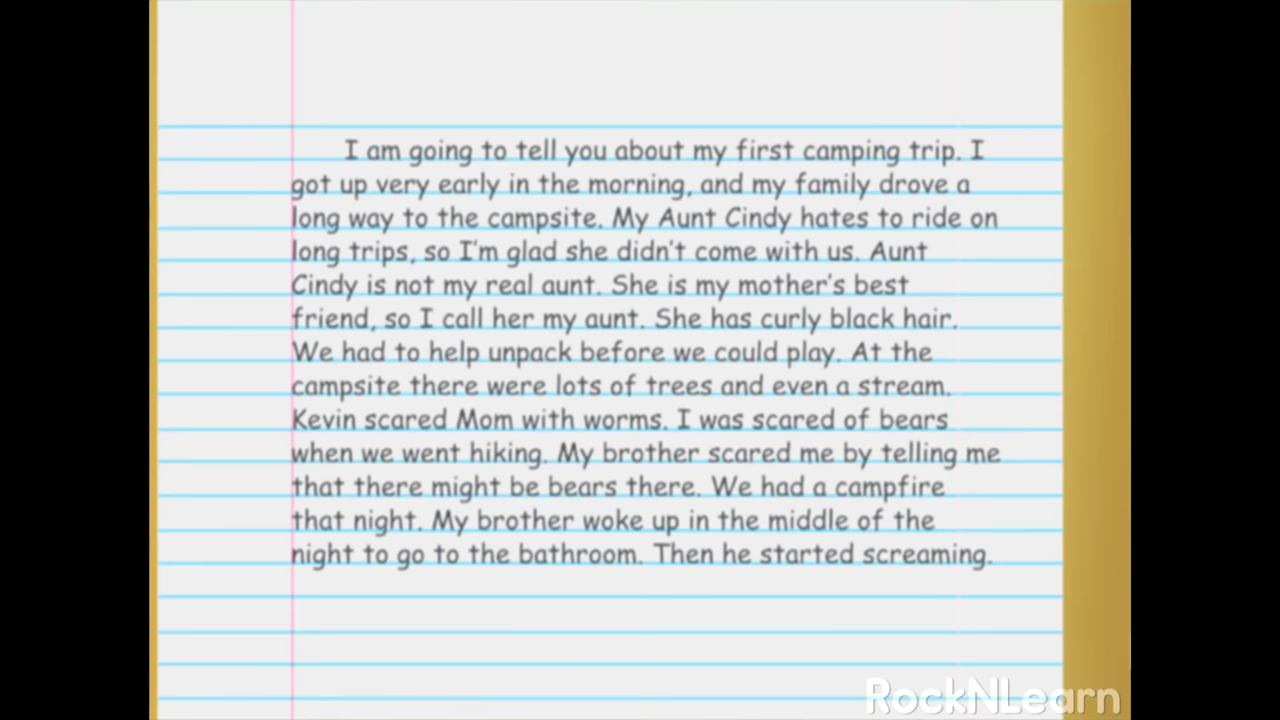 I am going to tell you about my first camping trip. I
got up very early in the morning, and my family drove a
long way to the campsite. My Aunt Cindy hates to ride on
long trips, so I'm glad she didn't come with us. Aunt
Cindy is not my real aunt. She is my mother's best
friend, so I call her my aunt. She has curly black hair.
We had to help unpack before we could play. At the
campsite there were lots of trees and even a stream.
Kevin scared Mom with worms. I was scared of bears
when we went hiking. My brother scared me by telling me
that there might be bears there. We had a campfire
that night. My brother woke up in the middle of the
night to go to the bathroom. Then he started screaming.
RockNLearn